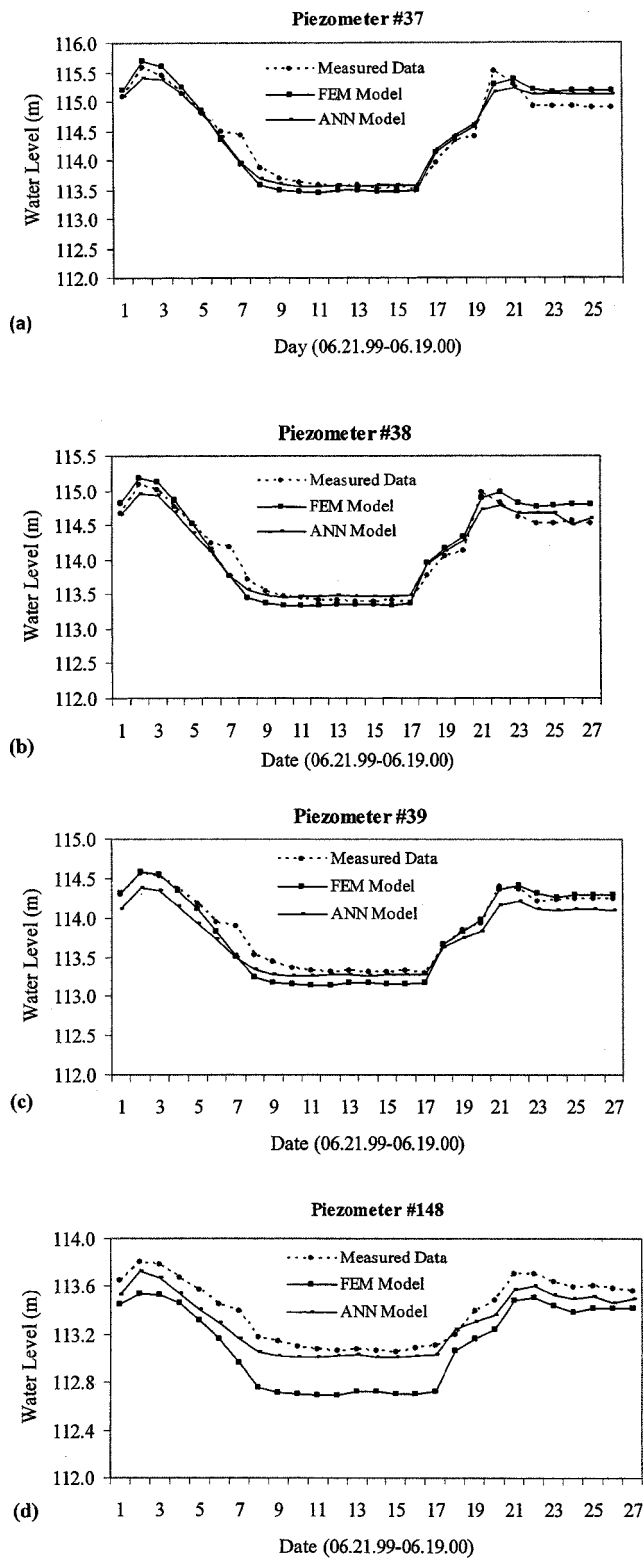 Piezometer #37
116.0
115.5
115.0
114.5
114.0
113.5
113.0
112.5
112.0
Water Level (m)
Measured Data
FEM Model
ANN Model
1 3 5 7 9 11 13 15 17 19 21 23 25
(a)
Day (06.21.99-06.19.00)
Piezometer #38
115.5
115.0
114.5
114.0
113.5
113.0
112.5
112.0
Water Level (m)
Measured Data
FEM Model
ANN Model
1 3 5 7 9 11 13 15 17 19 21 23 25 27
(b)
Date (06.21.99-06.19.00)
Piezometer #39
115.0
114.5
114.0
113.5
113.0
112.5
112.0
Water Level (m)
Measured Data
FEM Model
ANN Model
1 3 5 7 9 11 13 15 17 19 21 23 25 27
(c)
Date (06.21.99-06.19.00)
Piezometer #148
114.0
113.6
113.2
112.8
112.4
112.0
Water Level (m)
Measured Data
FEM Model
ANN Model
1 3 5 7 9 11 13 15 17 19 21 23 25 27
(d)
Date (06.21.99-06.19.00)